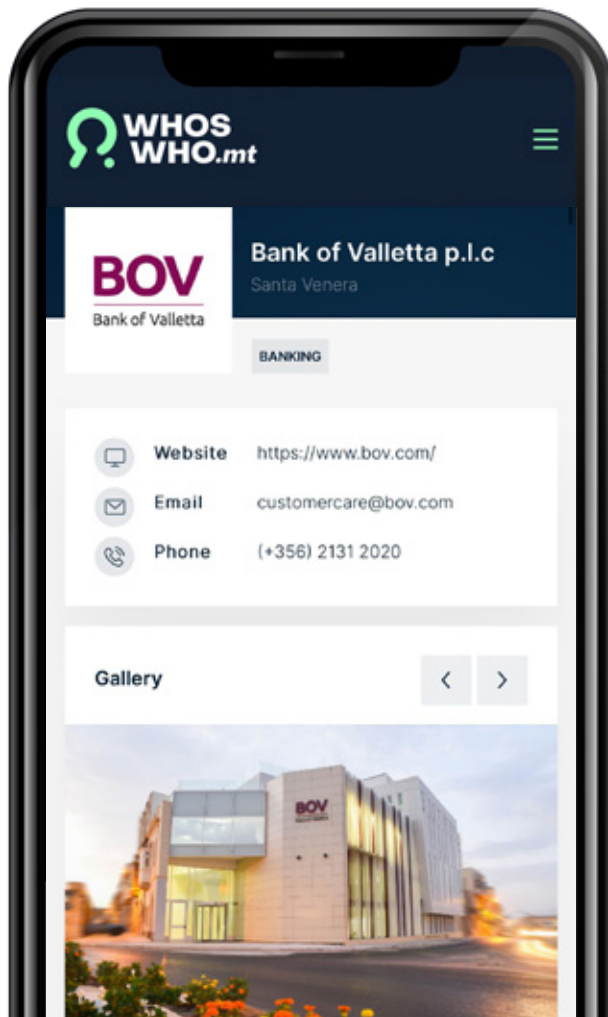 WHOS
WHO.mt
BOV
Bank of Valletta
Bank of Valletta p.l.c
Santa Venera
BANKING
Website https://www.bov.com/
Email customercare@bov.com
Phone (+356) 2131 2020
Gallery
BOV